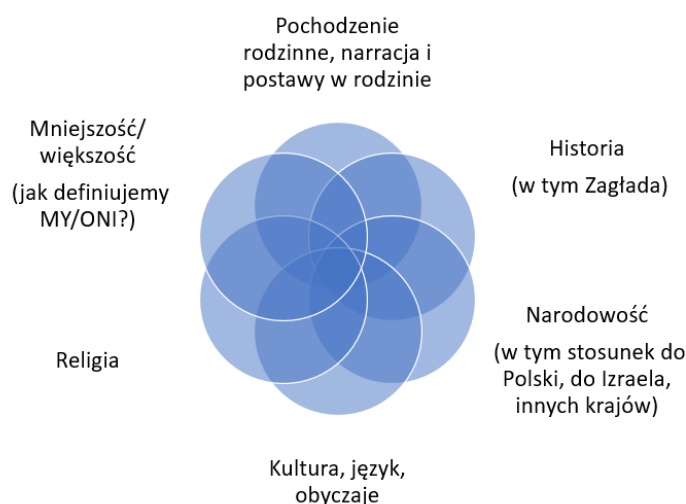 Pochodzenie
rodzinne, narracja i
postawy w rodzinie
Historia
(w tym Zagłada)
Narodowość
(w tym stosunek do
Polski, do Izraela,
innych krajów)
Kultura, język,
obyczaje
Religia
Mniejszość/
większość
(jak definiujemy
MY/ONI?)